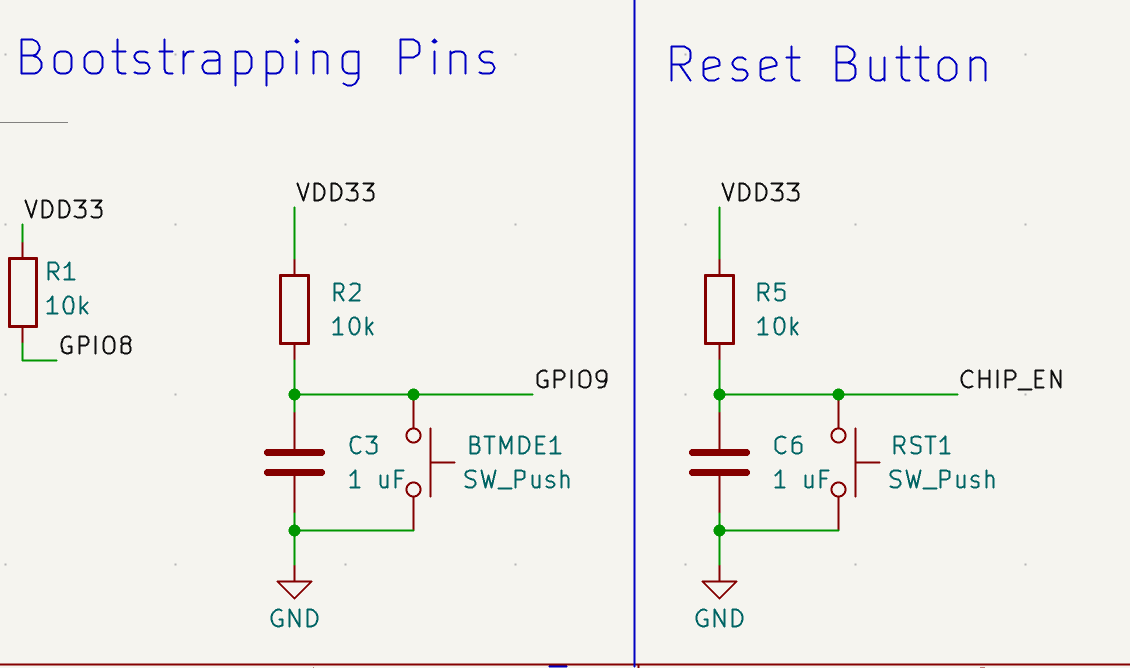 Bootstrapping Pins
VDD33
R1
10k
GPIO8
VDD33
R2
10k
GPIO9
C3
1 uF
BTMDE1
SW_Push
GND
Reset Button
VDD33
R5
10k
CHIP_EN
C6
1 uF
RST1
SW_Push
GND